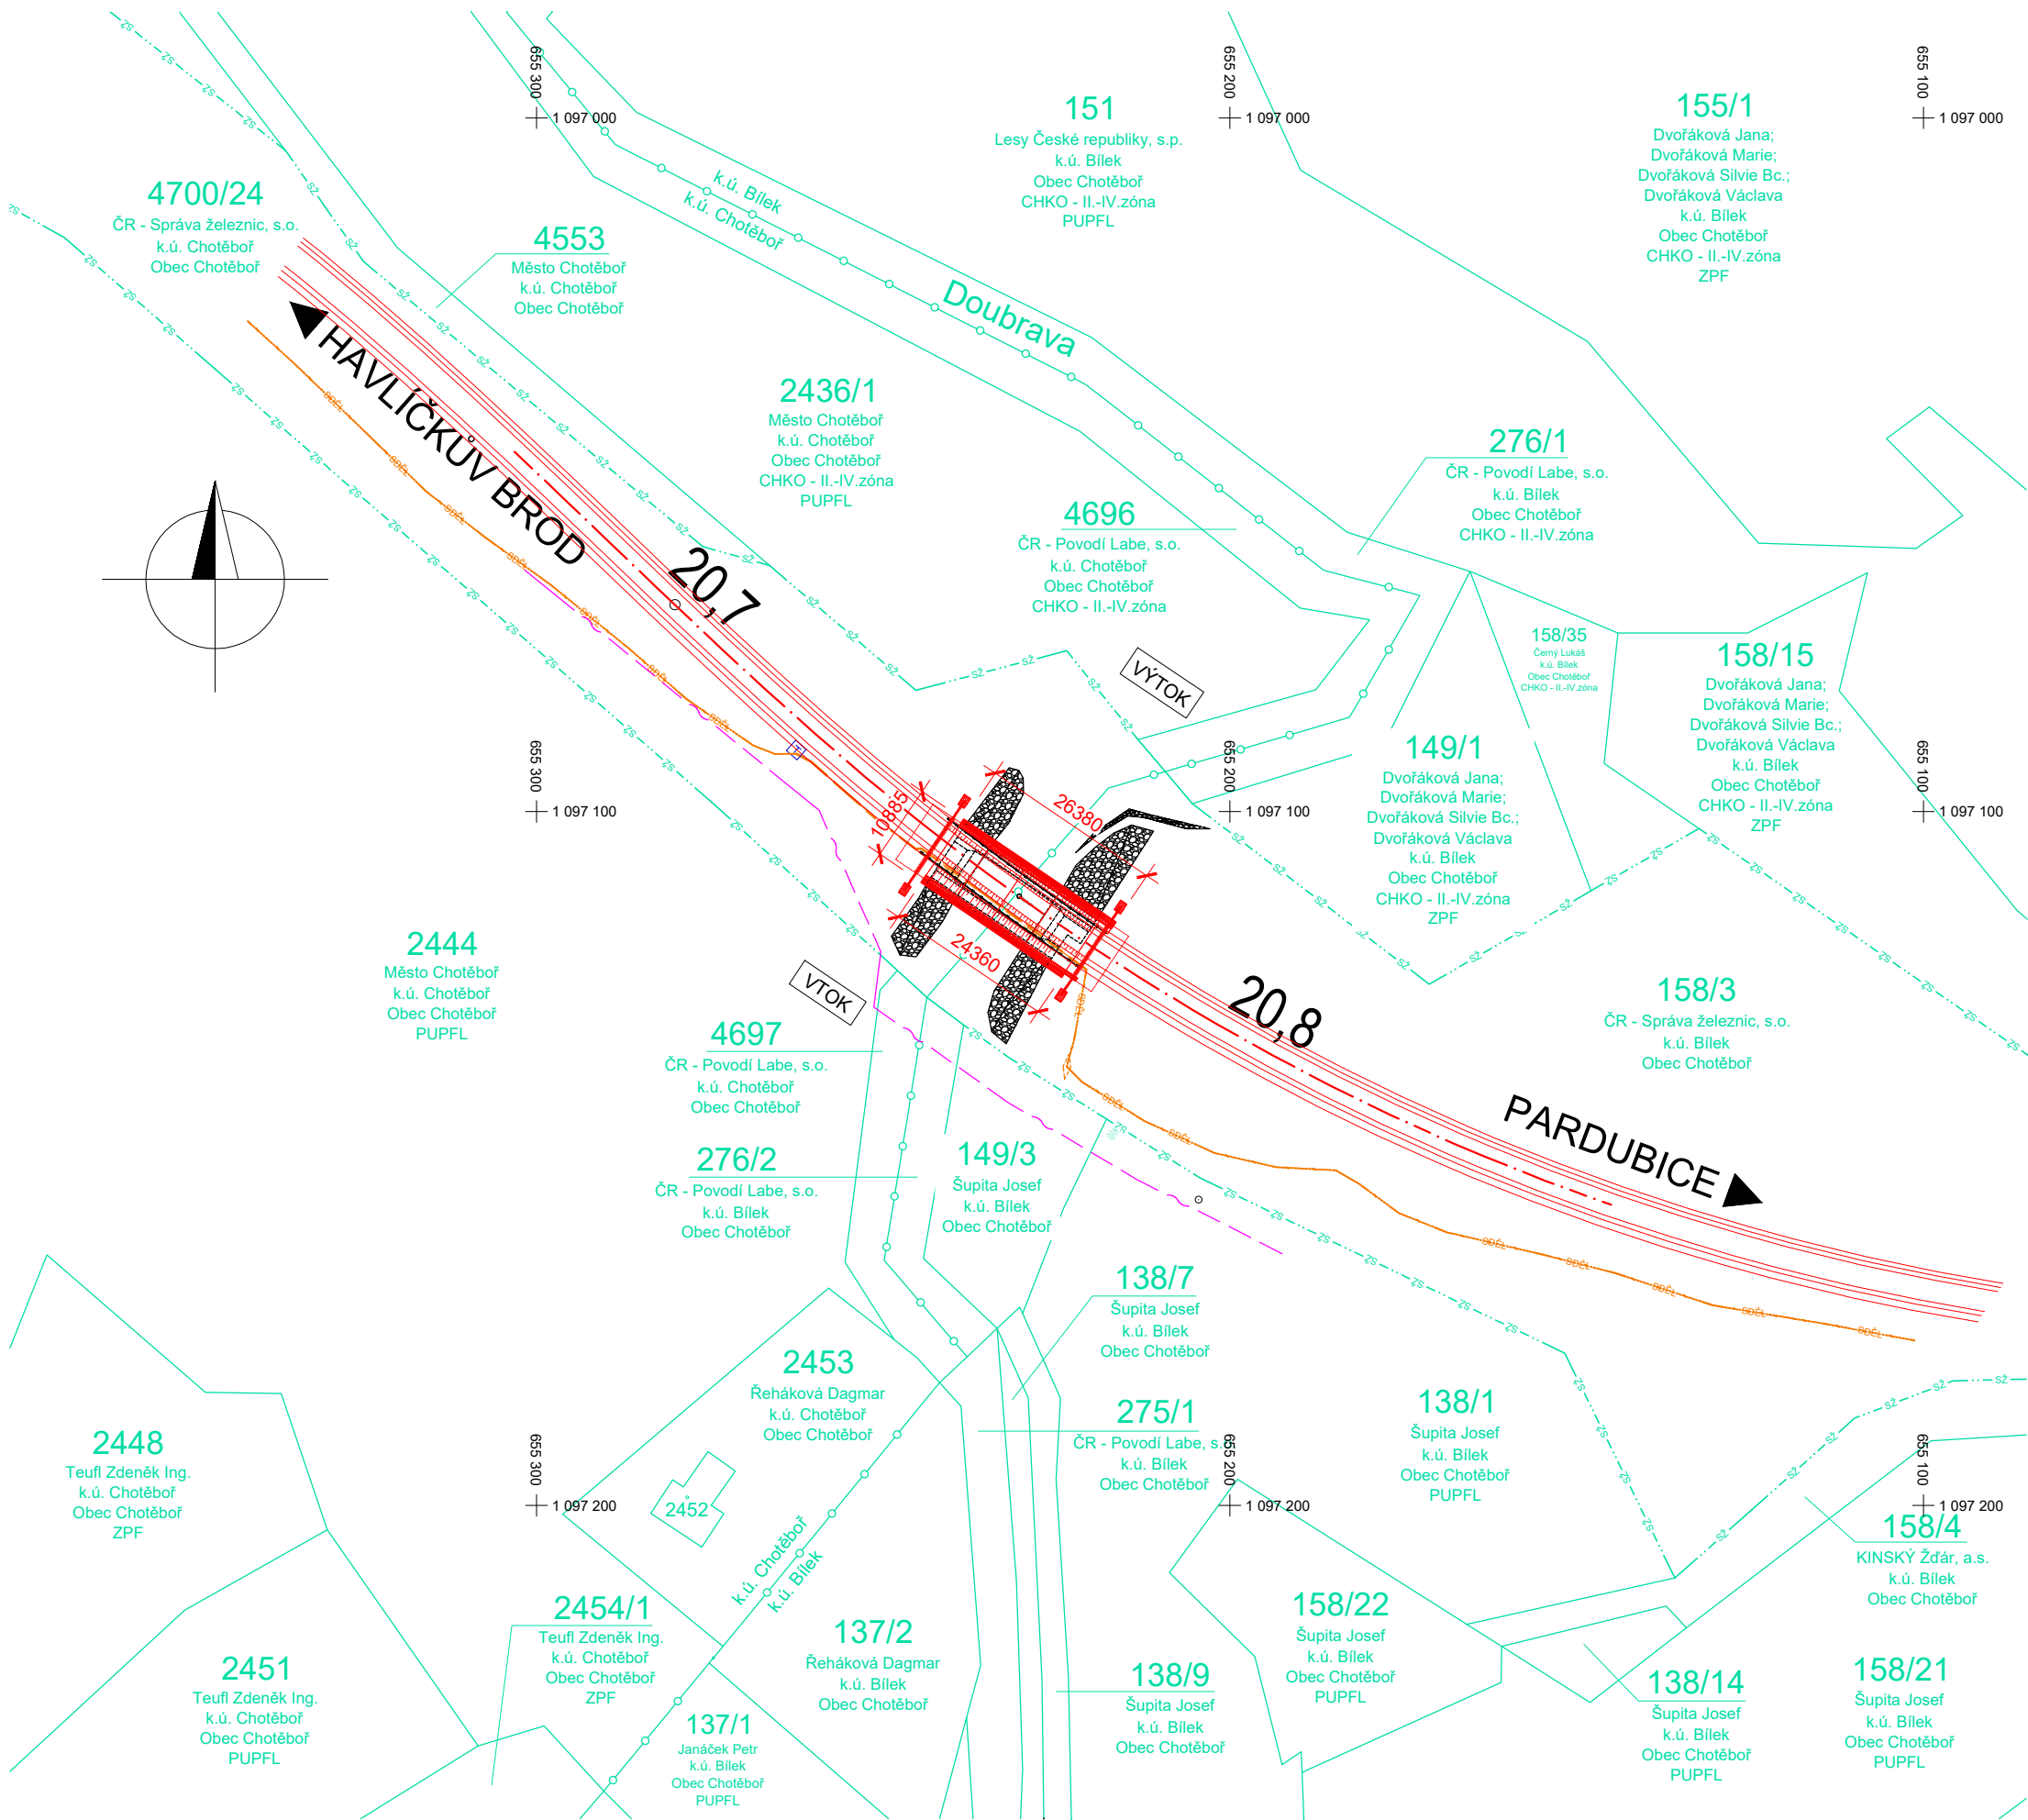 655 300
1 097 000
655 200
1 097 000
655 100
1 097 000
151
Lesy České republiky, s.p.
k.ú. Bílek
Obec Chotěboř
CHKO - II.-IV.zóna
PUPFL
155/1
Dvořáková Jana;
Dvořáková Marie;
Dvořáková Silvie Bc.;
Dvořáková Václava
k.ú. Bílek
Obec Chotěboř
CHKO - II.-IV.zóna
ZPF
4700/24
ČR - Správa železnic, s.o.
k.ú. Chotěboř
Obec Chotěboř
4553
Město Chotěboř
k.ú. Chotěboř
Obec Chotěboř
k.ú. Bílek
k.ú. Chotěboř
Doubrava
HAVLÍČKŮV BROD
2436/1
Město Chotěboř
k.ú. Chotěboř
Obec Chotěboř
CHKO - II.-IV.zóna
PUPFL
276/1
ČR - Povodí Labe, s.o.
k.ú. Bílek
Obec Chotěboř
CHKO - II.-IV.zóna
4696
ČR - Povodí Labe, s.o.
k.ú. Chotěboř
Obec Chotěboř
CHKO - II.-IV.zóna
20,7
VÝTOK
158/35
Černý Lukáš
k.ú. Bílek
Obec Chotěboř
CHKO - II.-IV.zóna
158/15
Dvořáková Jana;
Dvořáková Marie;
Dvořáková Silvie Bc.;
Dvořáková Václava
k.ú. Bílek
Obec Chotěboř
CHKO - II.-IV.zóna
ZPF
149/1
Dvořáková Jana;
Dvořáková Marie;
Dvořáková Silvie Bc.;
Dvořáková Václava
k.ú. Bílek
Obec Chotěboř
CHKO - II.-IV.zóna
ZPF
655 300
1 097 100
655 200
1 097 100
655 100
1 097 100
10885
26380
24360
2444
Město Chotěboř
k.ú. Chotěboř
Obec Chotěboř
PUPFL
VTOK
20,8
158/3
ČR - Správa železnic, s.o.
k.ú. Bílek
Obec Chotěboř
4697
ČR - Povodí Labe, s.o.
k.ú. Chotěboř
Obec Chotěboř
PARDUBICE
276/2
ČR - Povodí Labe, s.o.
k.ú. Bílek
Obec Chotěboř
149/3
Šupita Josef
k.ú. Bílek
Obec Chotěboř
138/7
Šupita Josef
k.ú. Bílek
Obec Chotěboř
2453
Řeháková Dagmar
k.ú. Chotěboř
Obec Chotěboř
275/1
ČR - Povodí Labe, s.o.
k.ú. Bílek
Obec Chotěboř
138/1
Šupita Josef
k.ú. Bílek
Obec Chotěboř
PUPFL
2448
Teufl Zdeněk Ing.
k.ú. Chotěboř
Obec Chotěboř
ZPF
2452
655 300
1 097 200
655 200
1 097 200
655 100
1 097 200
k.ú. Chotěboř
k.ú. Bílek
158/4
KINSKÝ Žďár, a.s.
k.ú. Bílek
Obec Chotěboř
2454/1
Teufl Zdeněk Ing.
k.ú. Chotěboř
Obec Chotěboř
ZPF
137/2
Řeháková Dagmar
k.ú. Bílek
Obec Chotěboř
158/22
Šupita Josef
k.ú. Bílek
Obec Chotěboř
PUPFL
2451
Teufl Zdeněk Ing.
k.ú. Chotěboř
Obec Chotěboř
PUPFL
137/1
Janáček Petr
k.ú. Bílek
Obec Chotěboř
PUPFL
138/9
Šupita Josef
k.ú. Bílek
Obec Chotěboř
138/14
Šupita Josef
k.ú. Bílek
Obec Chotěboř
PUPFL
158/21
Šupita Josef
k.ú. Bílek
Obec Chotěboř
PUPFL